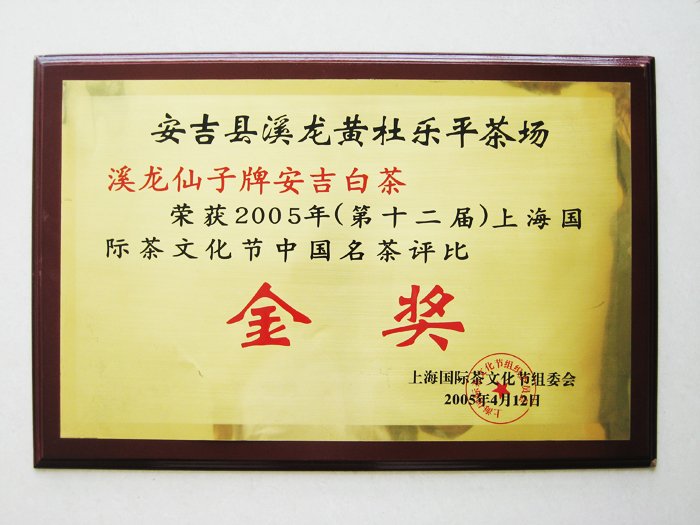 安吉县溪龙黄杜乐平茶场
溪龙仙子牌安吉白茶
荣获2005年(第十二届)上海国
际茶文化节中国名茶评比
金奖
上海国际茶文化节组委会
2005年4月12日